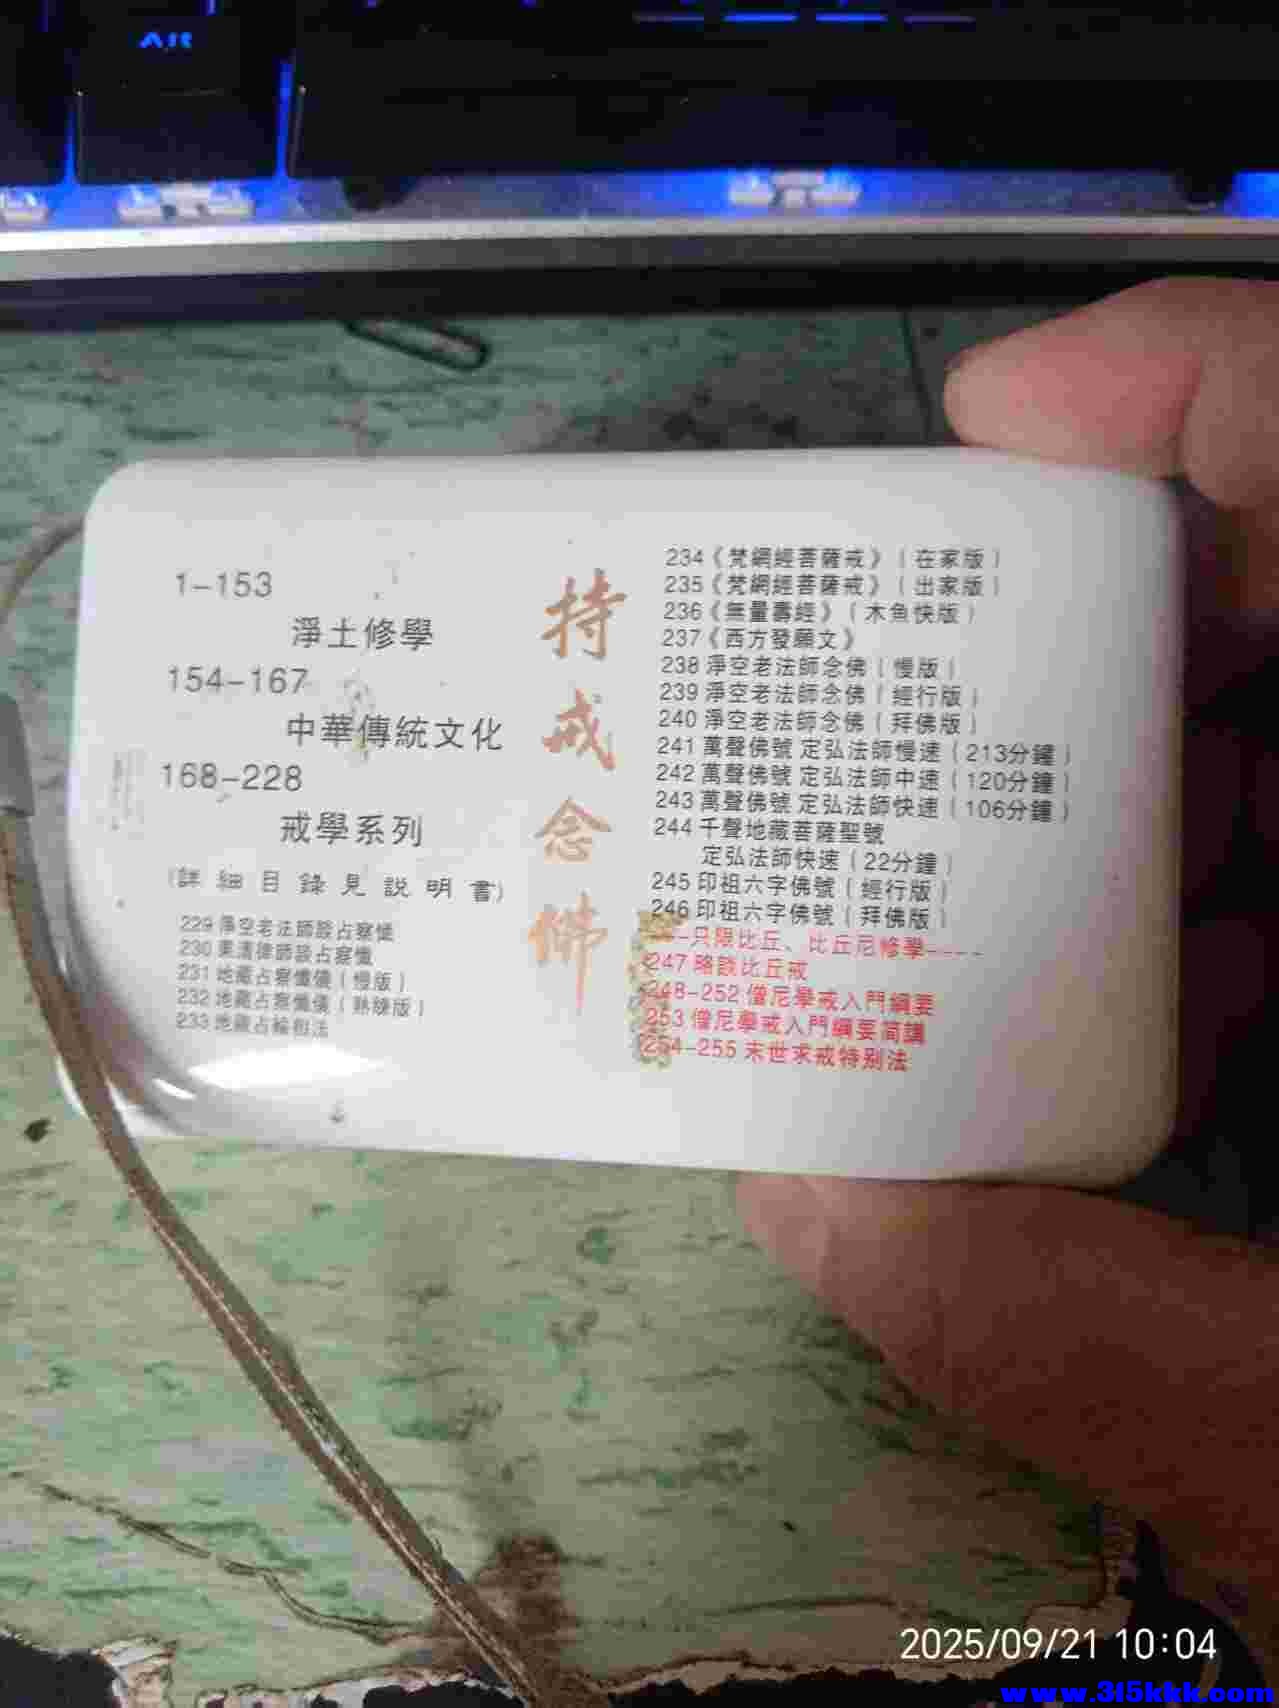 1-153
淨土修學
154-167
中華傳統文化
168-228
戒學系列
(詳細目錄見説明書)
229 淨空老法師談占察懺
230 果清律師談占察懺
231 地藏占察懺儀(慢版)
232 地藏占察懺儀(熟練版)
233 地藏占輪相法
持戒念佛
234《梵網經菩薩戒》(在家版)
235《梵網經菩薩戒》(出家版)
236《無量壽經》(木魚快版)
237《西方發願文》
238 淨空老法師念佛(慢版)
239 淨空老法師念佛(經行版)
240 淨空老法師念佛(拜佛版)
241 萬聲佛號 定弘法師慢速(213分鐘)
242 萬聲佛號 定弘法師中速(120分鐘)
243 萬聲佛號 定弘法師快速(106分鐘)
244 千聲地藏菩薩聖號
定弘法師快速(22分鐘)
245 印祖六字佛號(經行版)
246 印祖六字佛號(拜佛版)
----只限比丘、比丘尼修學----
247 略談比丘戒
248-252 僧尼學戒入門綱要
253 僧尼學戒入門綱要简講
254-255 末世求戒特别法
2025/09/21 10:04
www.315kkk.com